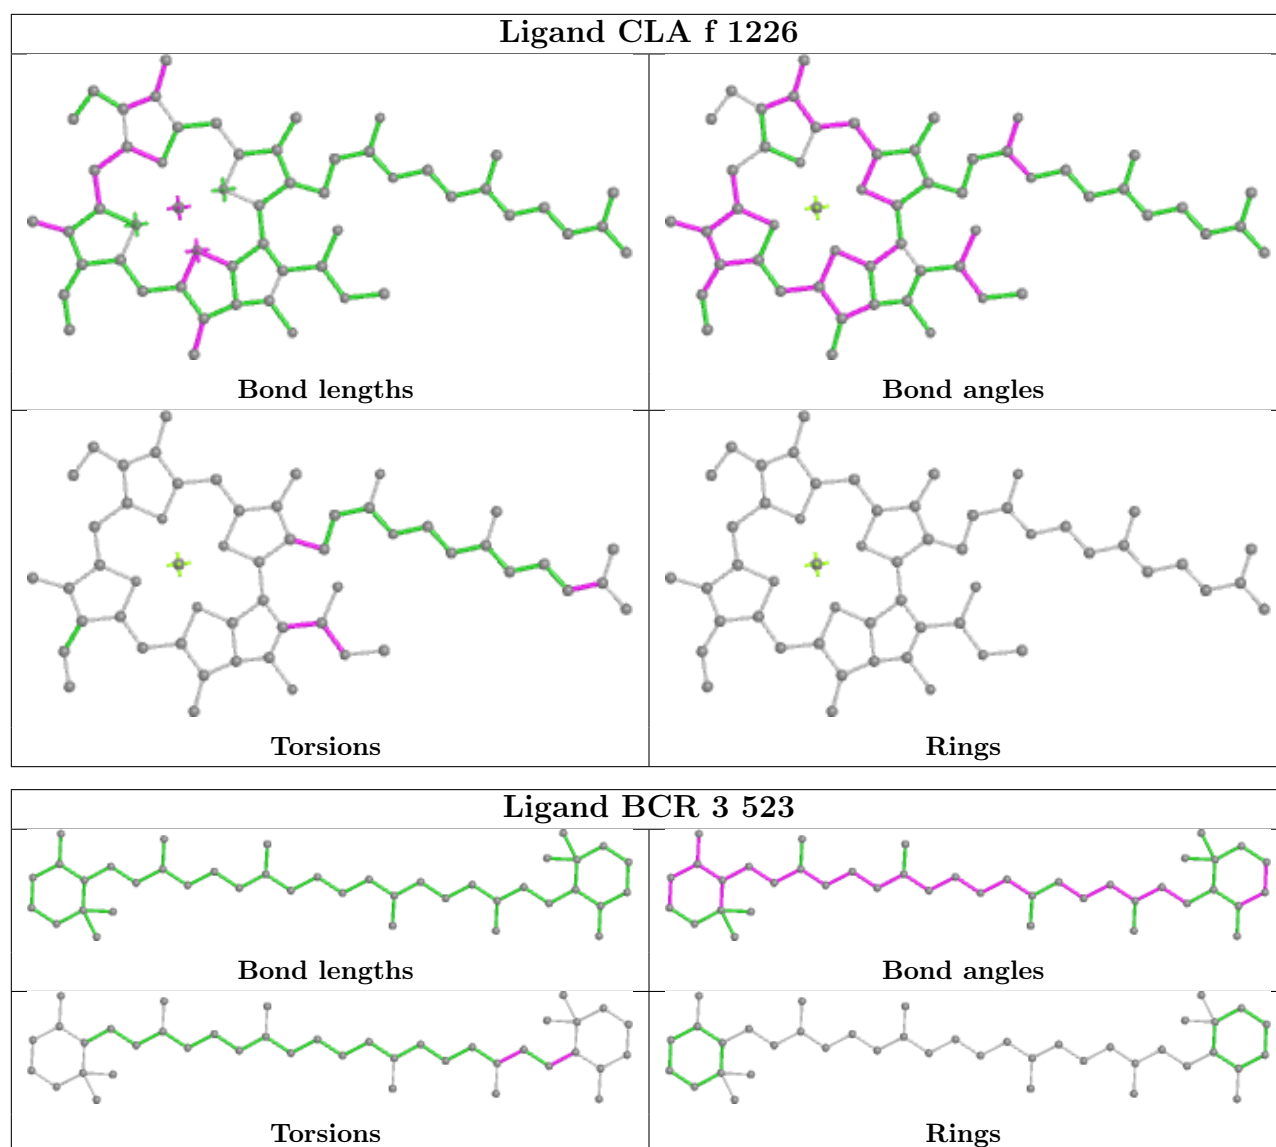 Ligand CLA f 1226
Bond lengths
Bond angles
Torsions
Rings
Ligand BCR 3 523
Bond lengths
Bond angles
Torsions
Rings